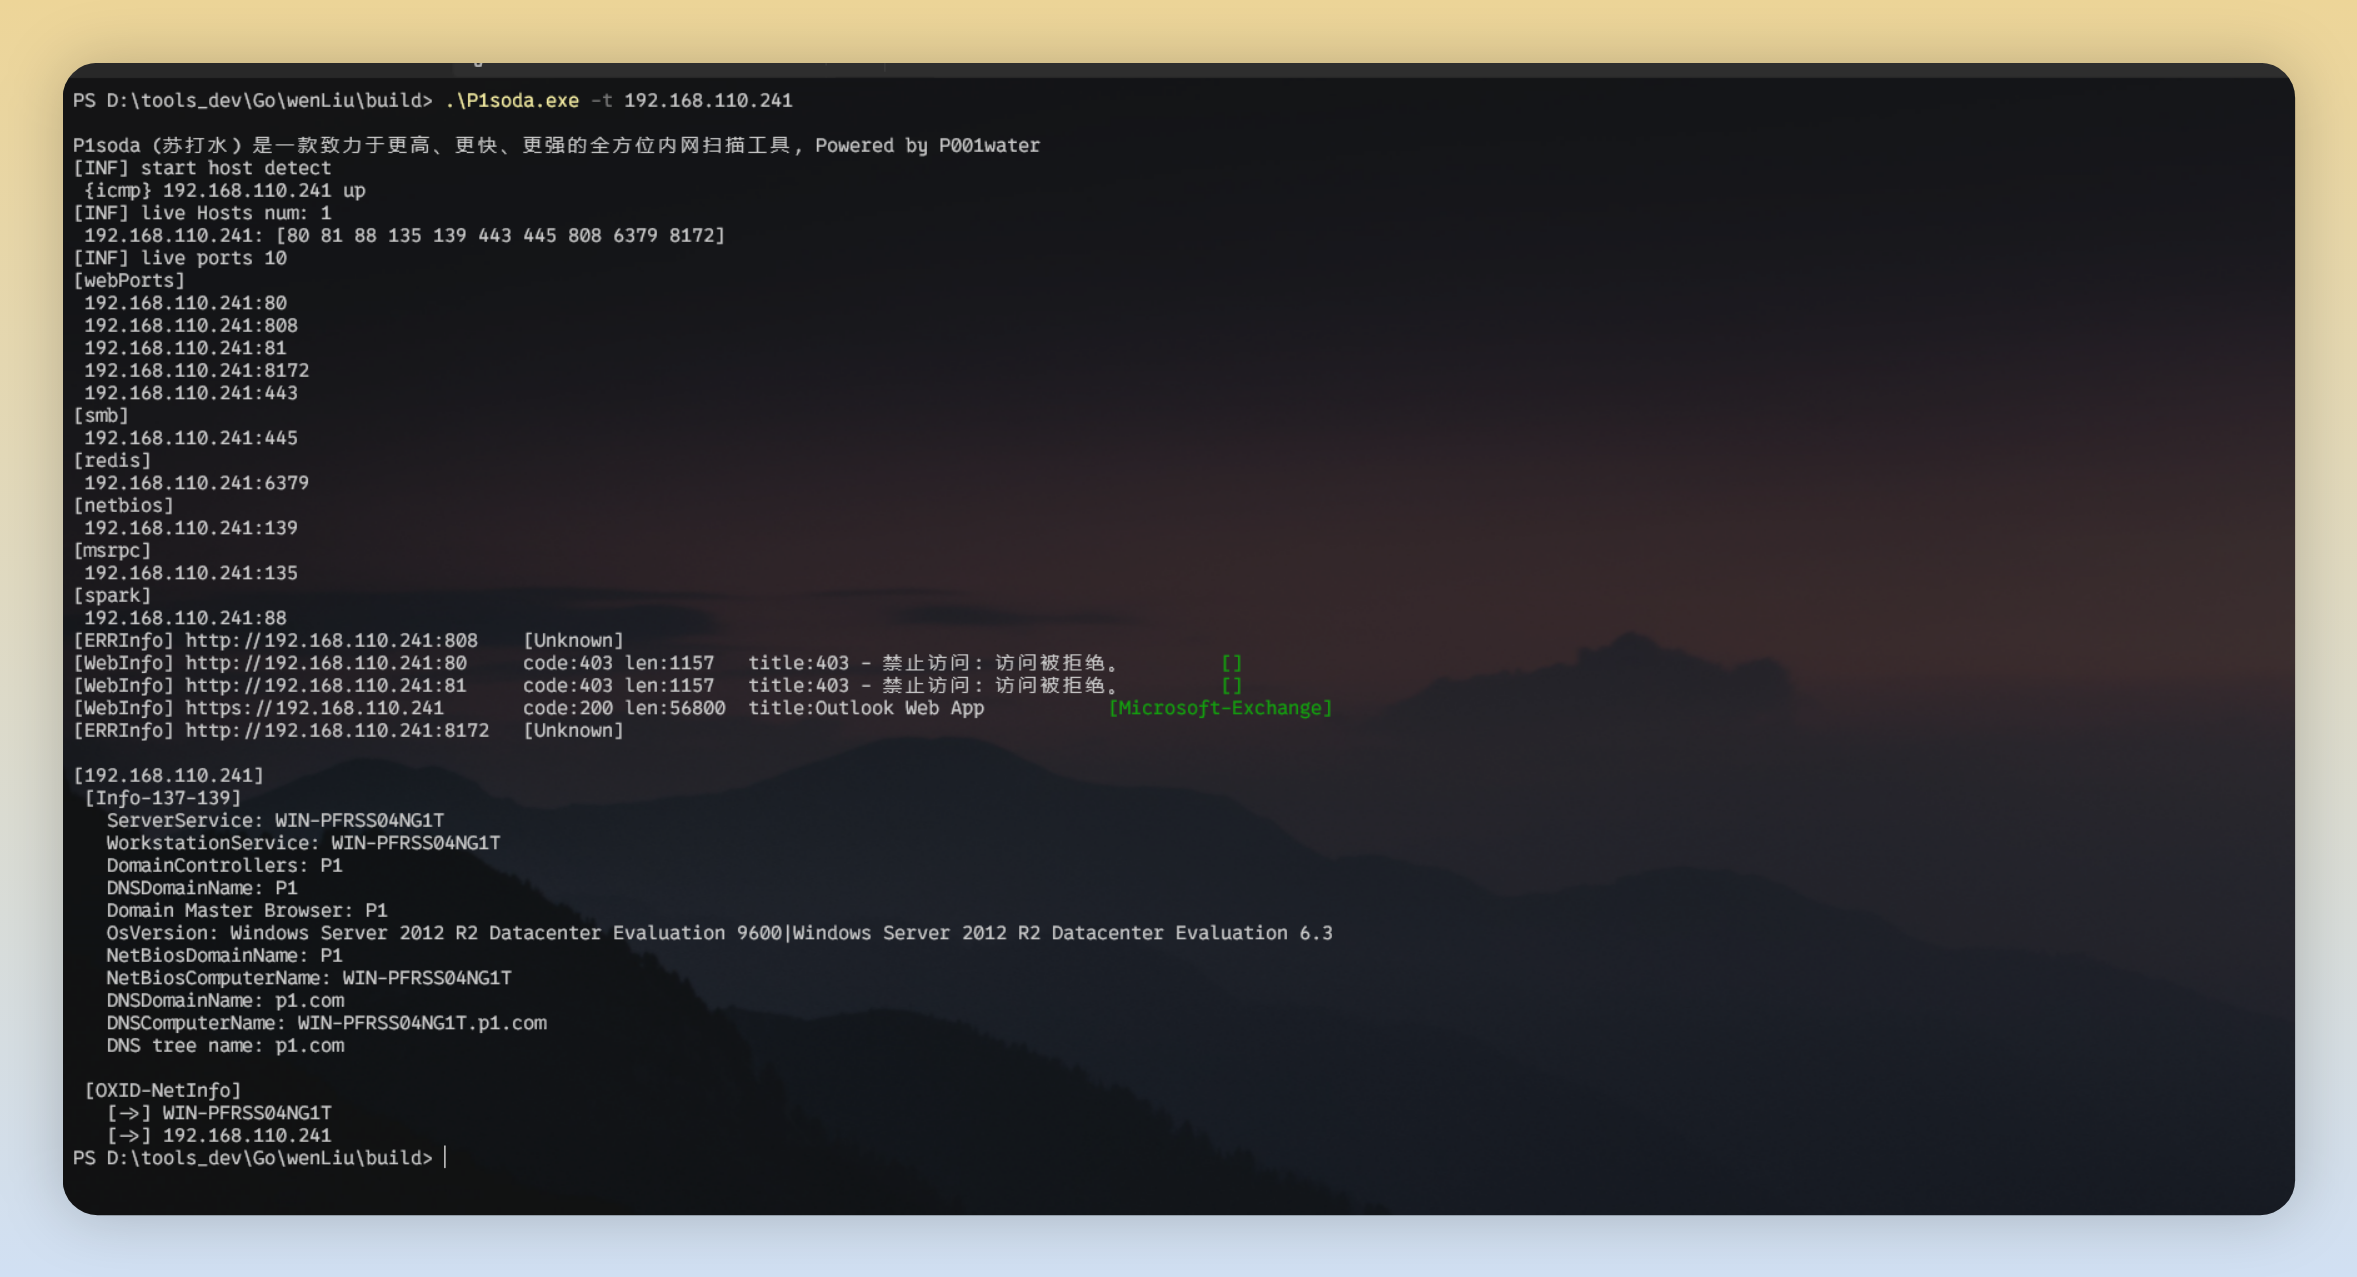 PS D:\tools_dev\Go\wenLiu\build> .\P1soda.exe -t 192.168.110.241
P1soda (苏打水) 是一款致力于更高、更快、更强的全方位内网扫描工具, Powered by P001water
[INF] start host detect
{icmp} 192.168.110.241 up
[INF] live Hosts num: 1
192.168.110.241: [80 81 88 135 139 443 445 808 6379 8172]
[INF] live ports 10
[webPorts]
192.168.110.241:80
192.168.110.241:808
192.168.110.241:81
192.168.110.241:8172
192.168.110.241:443
[smb]
192.168.110.241:445
[redis]
192.168.110.241:6379
[netbios]
192.168.110.241:139
[msrpc]
192.168.110.241:135
[spark]
192.168.110.241:88
[ERRInfo] http://192.168.110.241:808 [Unknown]
[WebInfo] http://192.168.110.241:80 code:403 len:1157 title:403 - 禁止访问: 访问被拒绝。 []
[WebInfo] http://192.168.110.241:81 code:403 len:1157 title:403 - 禁止访问: 访问被拒绝。 []
[WebInfo] https://192.168.110.241 code:200 len:56800 title:Outlook Web App [Microsoft-Exchange]
[ERRInfo] http://192.168.110.241:8172 [Unknown]
[192.168.110.241]
[Info-137-139]
ServerService: WIN-PFRSS04NG1T
WorkstationService: WIN-PFRSS04NG1T
DomainControllers: P1
DNSDomainName: P1
Domain Master Browser: P1
OsVersion: Windows Server 2012 R2 Datacenter Evaluation 9600|Windows Server 2012 R2 Datacenter Evaluation 6.3
NetBiosDomainName: P1
NetBiosComputerName: WIN-PFRSS04NG1T
DNSDomainName: p1.com
DNSComputerName: WIN-PFRSS04NG1T.p1.com
DNS tree name: p1.com
[OXID-NetInfo]
[->] WIN-PFRSS04NG1T
[->] 192.168.110.241
PS D:\tools_dev\Go\wenLiu\build>